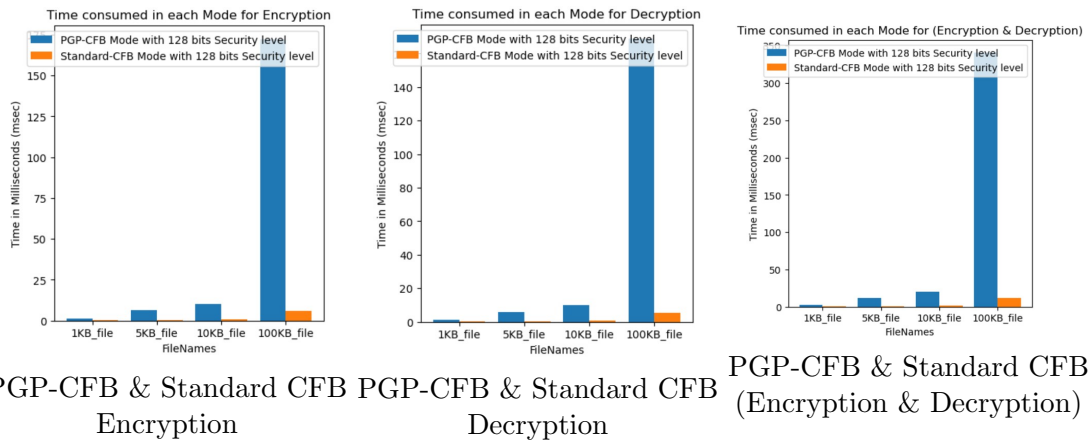 Time consumed in each Mode for Encryption
PGP-CFB Mode with 128 bits Security level
Standard-CFB Mode with 128 bits Security level
150
125
100
75
50
25
0
Time in Milliseconds (msec)
1KB_file 5KB_file 10KB_file 100KB_file
FileNames
PGP-CFB & Standard CFB
Encryption
Time consumed in each Mode for Decryption
PGP-CFB Mode with 128 bits Security level
Standard-CFB Mode with 128 bits Security level
140
120
100
80
60
40
20
0
Time in Milliseconds (msec)
1KB_file 5KB_file 10KB_file 100KB_file
FileNames
PGP-CFB & Standard CFB
Decryption
Time consumed in each Mode for (Encryption & Decryption)
PGP-CFB Mode with 128 bits Security level
Standard-CFB Mode with 128 bits Security level
350
300
250
200
150
100
50
0
Time in Milliseconds (msec)
1KB_file 5KB_file 10KB_file 100KB_file
FileNames
PGP-CFB & Standard CFB
(Encryption & Decryption)